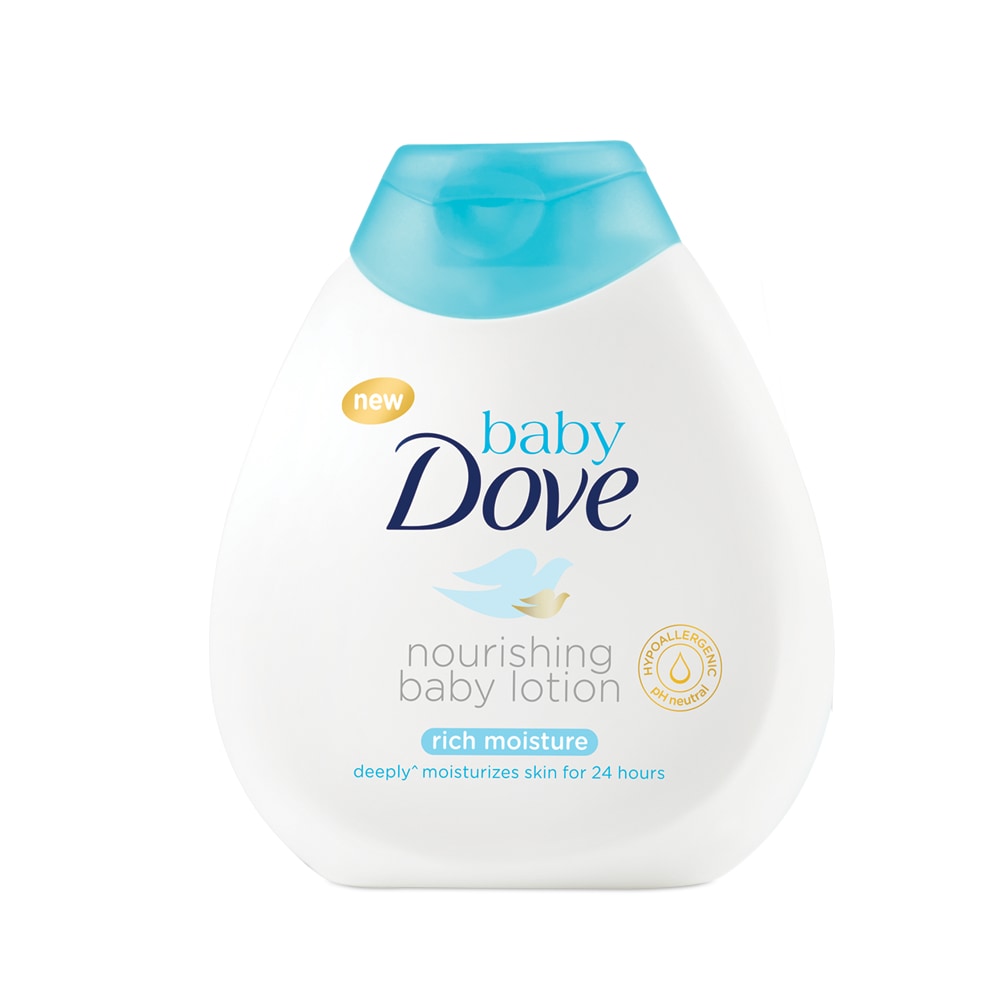 new
baby
Dove
nourishing
baby lotion
HYPOALLERGENIC
pH neutral
rich moisture
deeply^ moisturizes skin for 24 hours